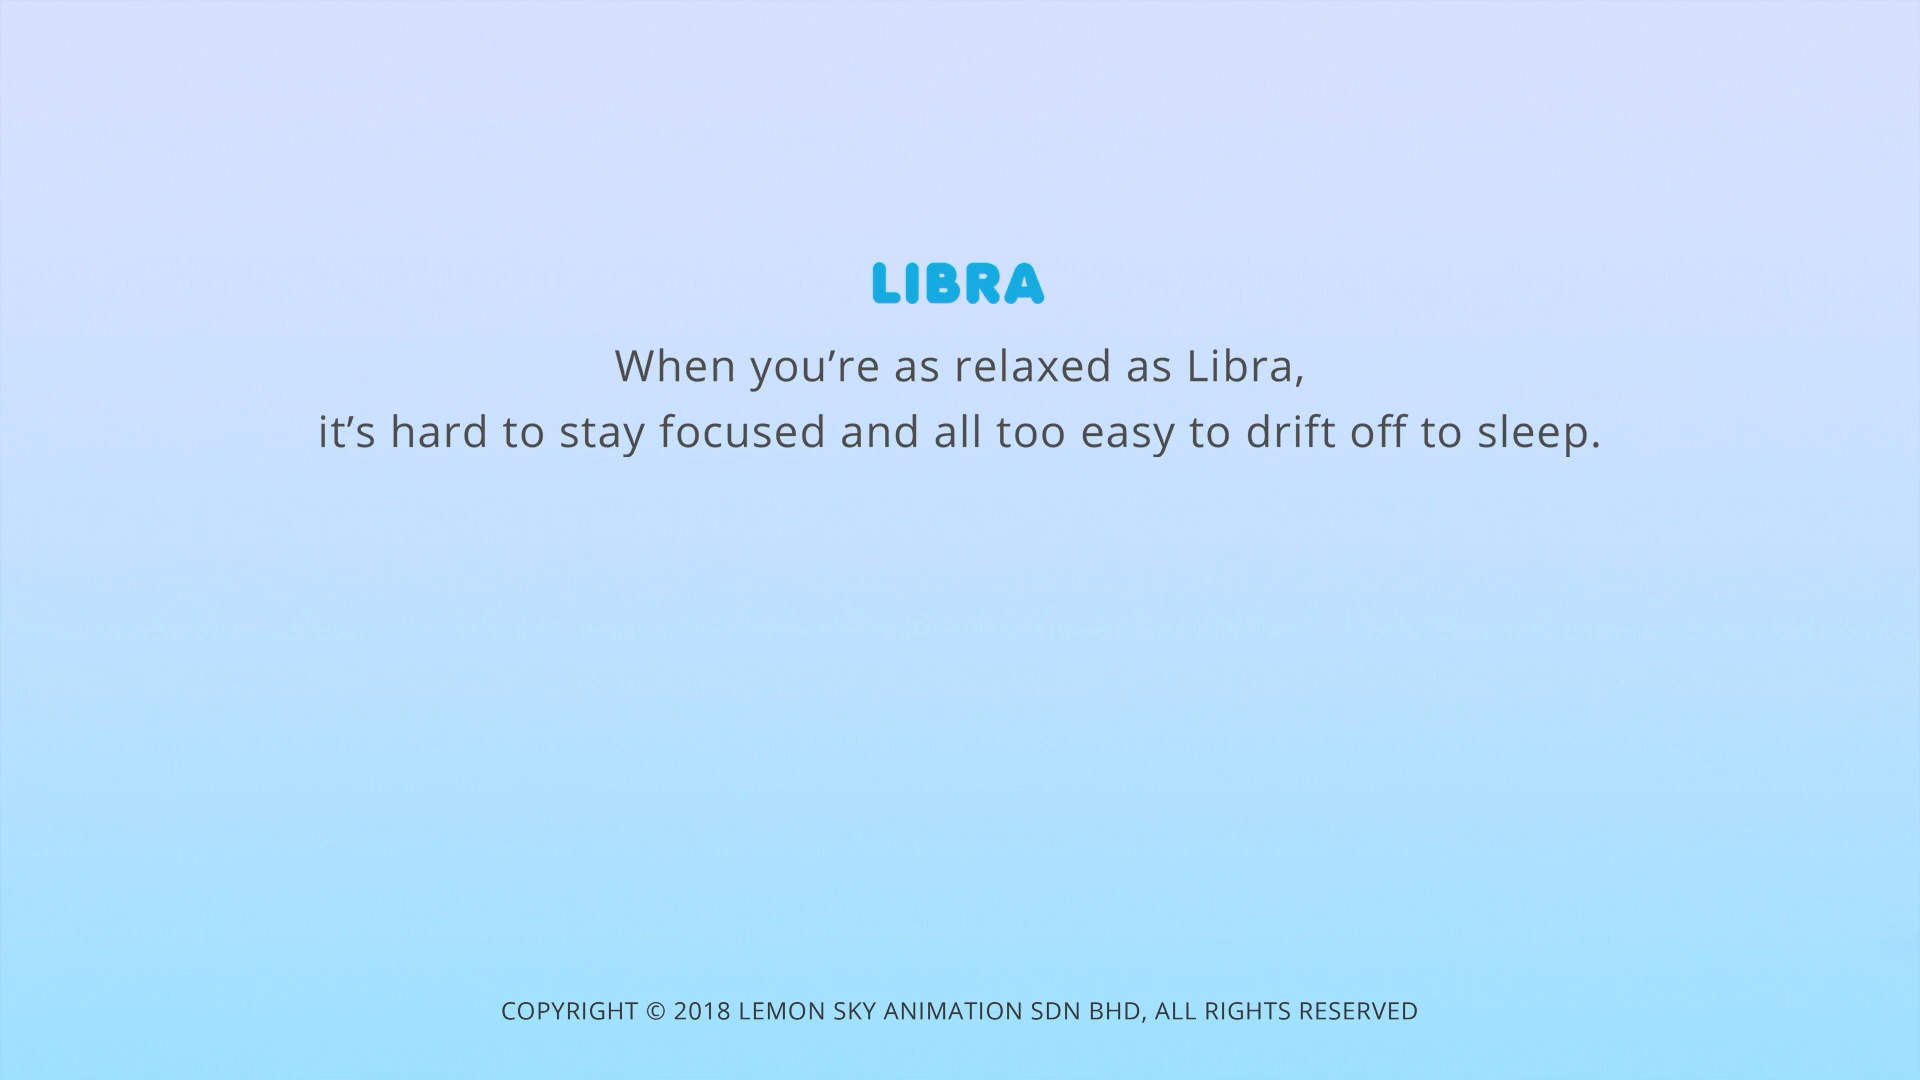 LIBRA
When you’re as relaxed as Libra,
it’s hard to stay focused and all too easy to drift off to sleep.
COPYRIGHT © 2018 LEMON SKY ANIMATION SDN BHD, ALL RIGHTS RESERVED